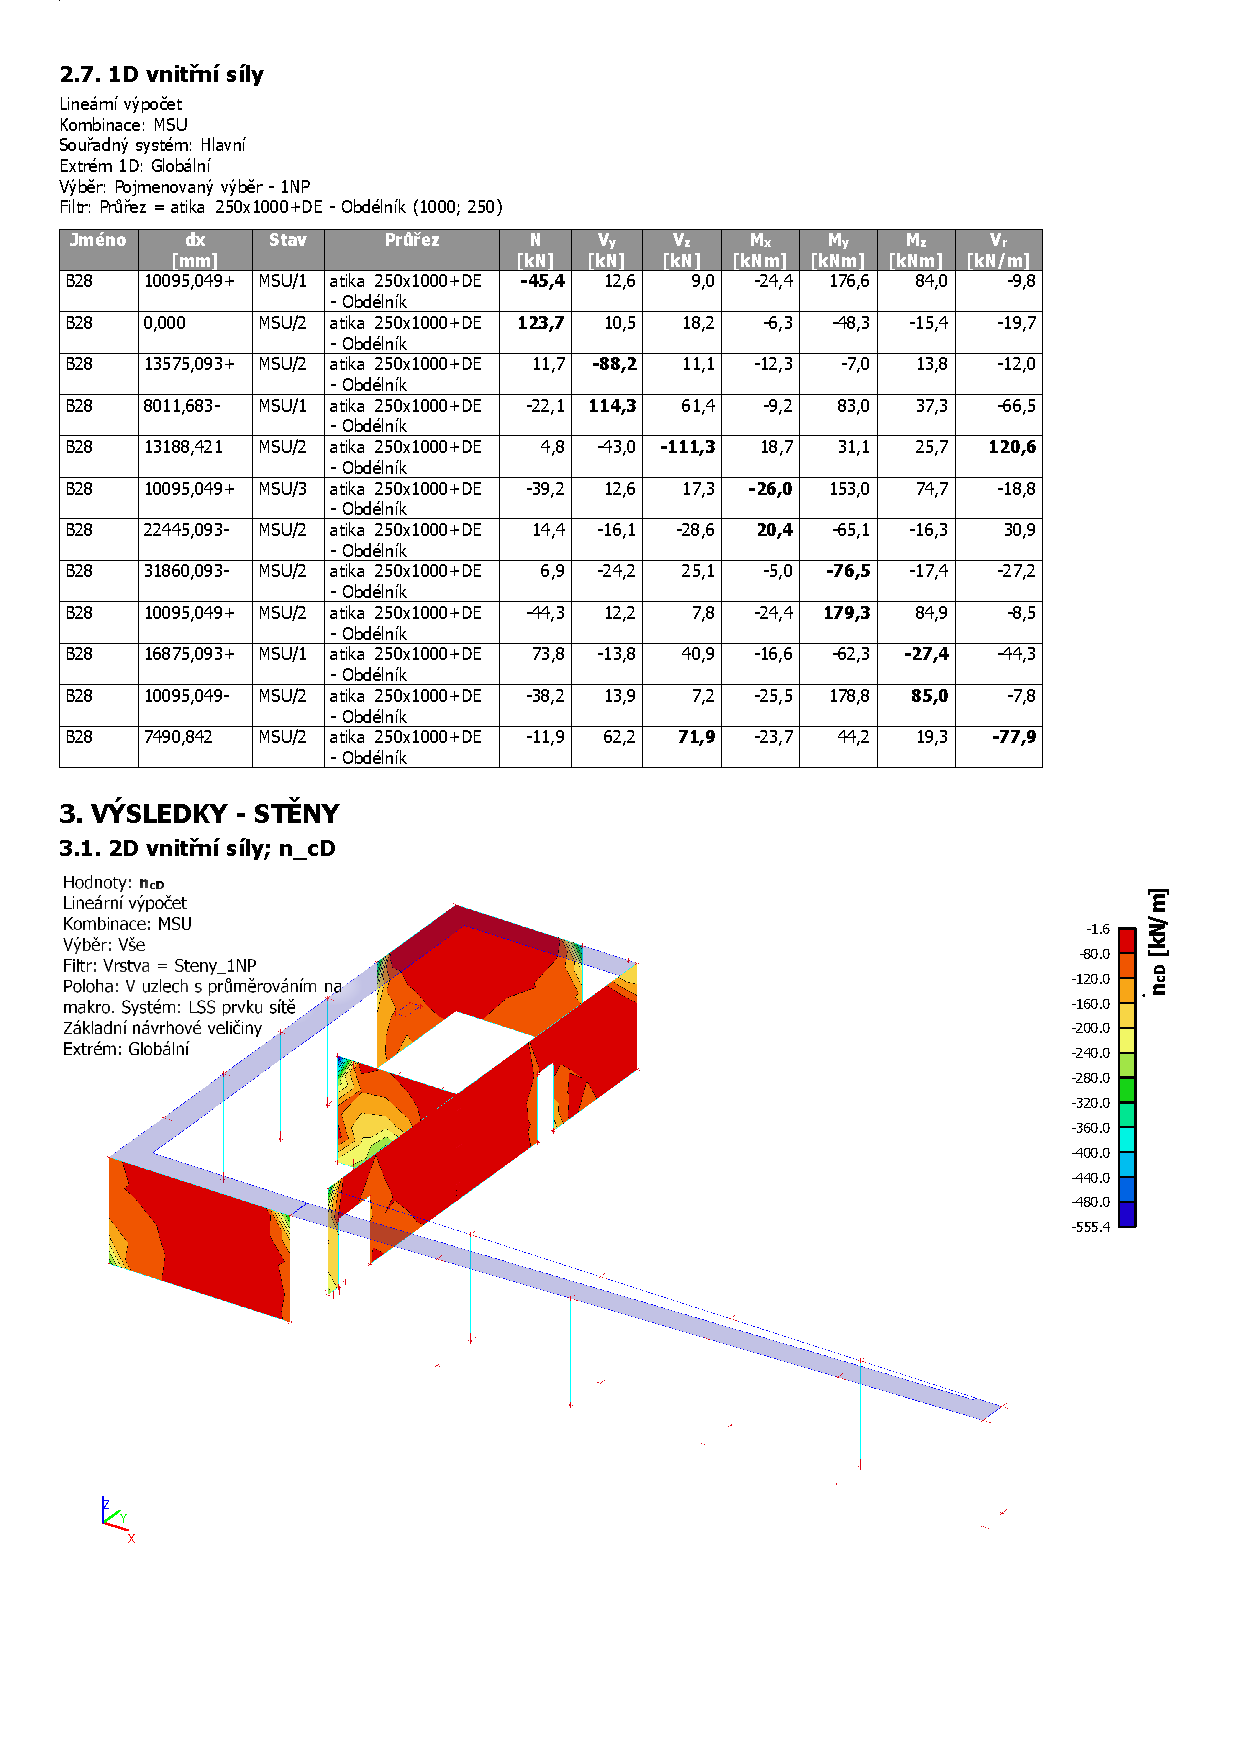 2.7. 1D vnitřní síly
Lineární výpočet
Kombinace: MSU
Souřadný systém: Hlavní
Extrém 1D: Globální
Výběr: Pojmenovaný výběr - 1NP
Filtr: Průřez = atika 250x1000+DE - Obdélník (1000; 250)
Jméno dx Stav Průřez N Vy Vz Mx My Mz Vr
[mm] [kN] [kN] [kN] [kNm] [kNm] [kNm] [kN/m]
B28 10095,049+ MSU/1 atika 250x1000+DE -45,4 12,6 9,0 -24,4 176,6 84,0 -9,8
- Obdélník
B28 0,000 MSU/2 atika 250x1000+DE 123,7 10,5 18,2 -6,3 -48,3 -15,4 -19,7
- Obdélník
B28 13575,093+ MSU/2 atika 250x1000+DE 11,7 -88,2 11,1 -12,3 -7,0 13,8 -12,0
- Obdélník
B28 8011,683- MSU/1 atika 250x1000+DE -22,1 114,3 61,4 -9,2 83,0 37,3 -66,5
- Obdélník
B28 13188,421 MSU/2 atika 250x1000+DE 4,8 -43,0 -111,3 18,7 31,1 25,7 120,6
- Obdélník
B28 10095,049+ MSU/3 atika 250x1000+DE -39,2 12,6 17,3 -26,0 153,0 74,7 -18,8
- Obdélník
B28 22445,093- MSU/2 atika 250x1000+DE 14,4 -16,1 -28,6 20,4 -65,1 -16,3 30,9
- Obdélník
B28 31860,093- MSU/2 atika 250x1000+DE 6,9 -24,2 25,1 -5,0 -76,5 -17,4 -27,2
- Obdélník
B28 10095,049+ MSU/2 atika 250x1000+DE -44,3 12,2 7,8 -24,4 179,3 84,9 -8,5
- Obdélník
B28 16875,093+ MSU/1 atika 250x1000+DE 73,8 -13,8 40,9 -16,6 -62,3 -27,4 -44,3
- Obdélník
B28 10095,049- MSU/2 atika 250x1000+DE -38,2 13,9 7,2 -25,5 178,8 85,0 -7,8
- Obdélník
B28 7490,842 MSU/2 atika 250x1000+DE -11,9 62,2 71,9 -23,7 44,2 19,3 -77,9
- Obdélník
3. VÝSLEDKY - STĚNY
3.1. 2D vnitřní síly; n_cD
Hodnoty: ncD
Lineární výpočet
Kombinace: MSU
Výběr: Vše
Filtr: Vrstva = Steny_1NP
Poloha: V uzlech s průměrováním na
makro. Systém: LSS prvku sítě
Základní návrhové veličiny
Extrém: Globální
ncD [kN/m]
-1.6
-80.0
-120.0
-160.0
-200.0
-240.0
-280.0
-320.0
-360.0
-400.0
-440.0
-480.0
-555.4
Z
Y
X